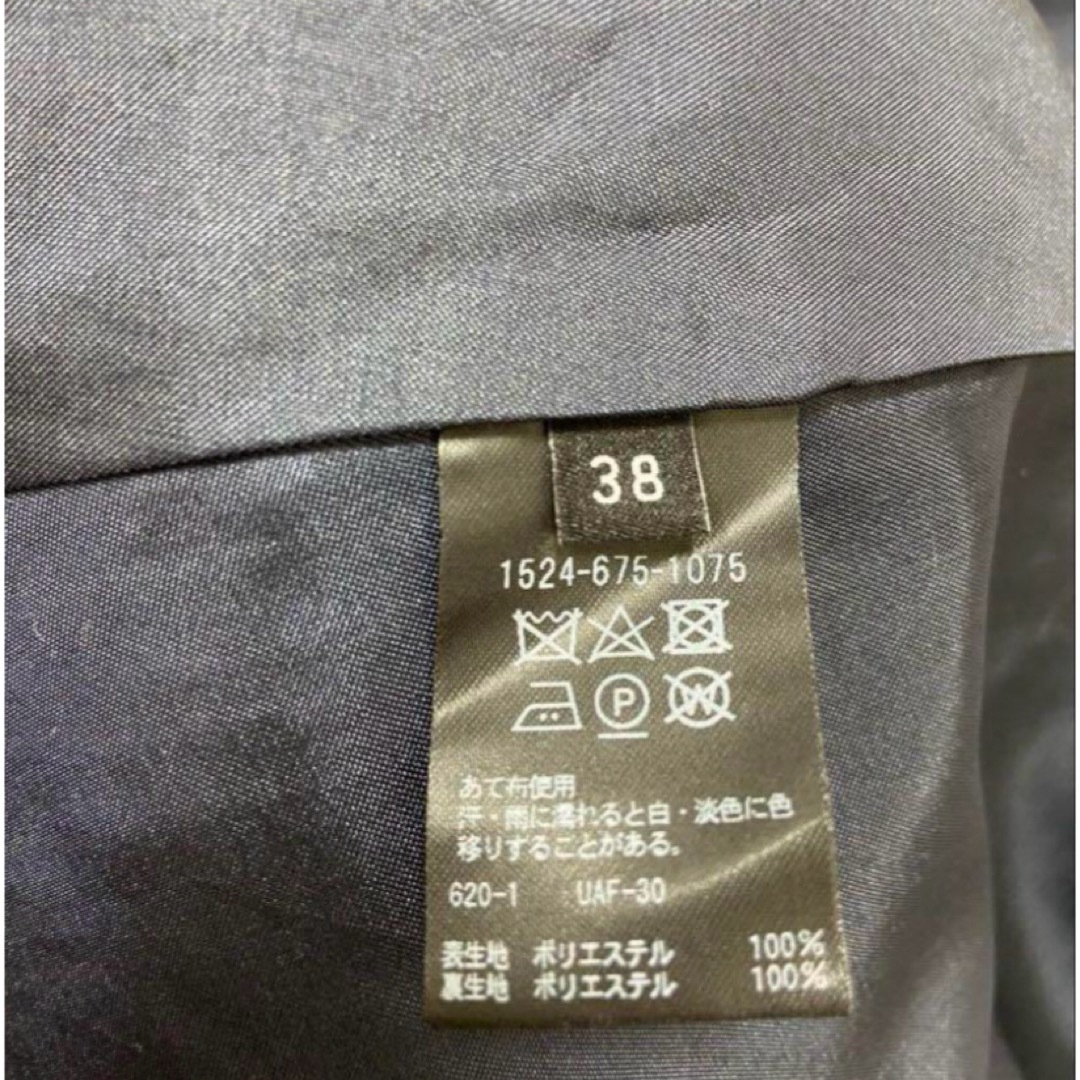 38
1524-675-1075
P
W
あて布使用
汗・雨に濡れると白・淡色に色
移りすることがある。
620-1 UAF-30
表生地 ポリエステル 100%
裏生地 ポリエステル 100%